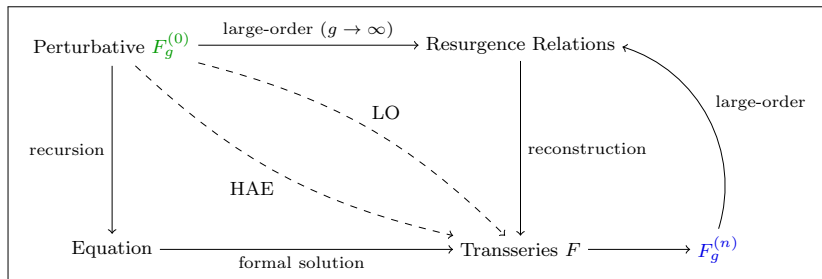 large-order (g → ∞)
Perturbative F_g^{(0)}
Resurgence Relations
large-order
LO
recursion
reconstruction
HAE
Equation
formal solution
Transseries F
F_g^{(n)}